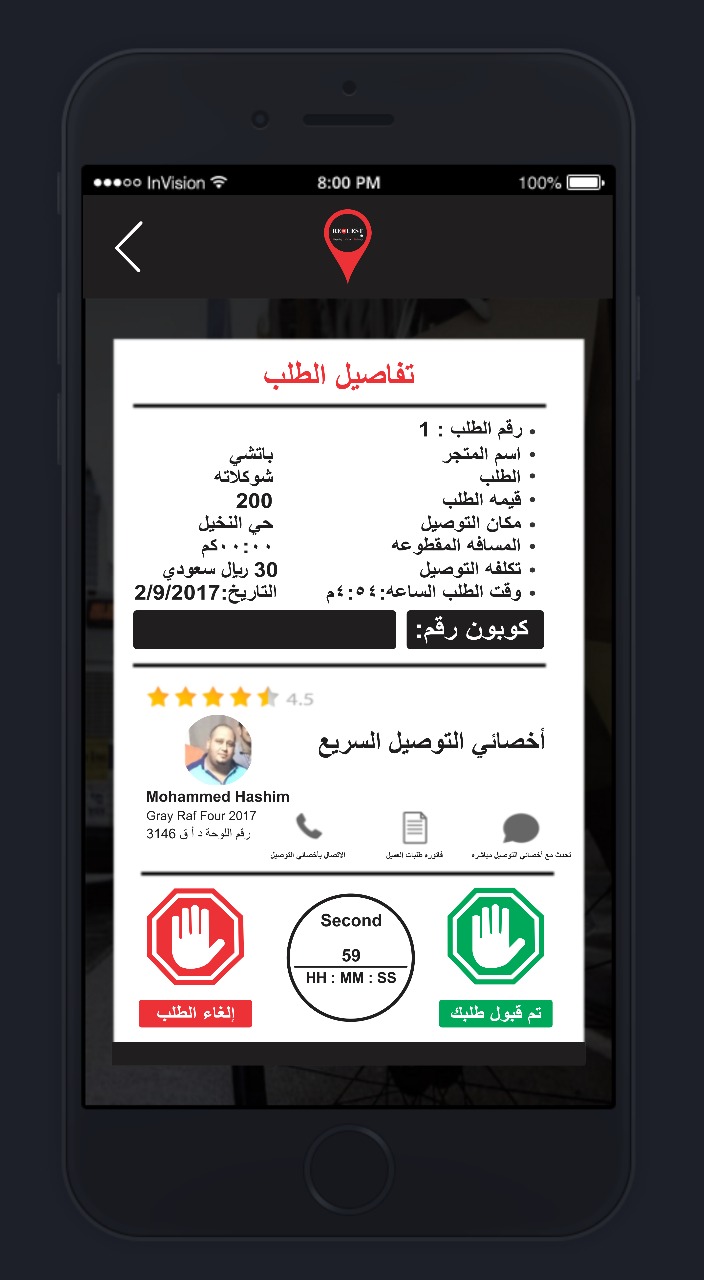 InVision 8:00 PM 100%
REQUEST
تفاصيل الطلب
رقم الطلب : 1
اسم المتجر باتشي
الطلب شوكلاته
قيمه الطلب 200
مكان التوصيل حي النخيل
المسافه المقطوعه ٠٠:٠٠كم
تكلفه التوصيل 30 ريال سعودي
وقت الطلب الساعه:٤:٥٤م التاريخ:2/9/2017
كوبون رقم:
4.5
أخصائي التوصيل السريع
Mohammed Hashim
Gray Raf Four 2017
رقم اللوحة د أ ق 3146
تحدث مع أخصائي التوصيل مباشره
فاتوره طلبات العميل
الاتصال بأخصائي التوصيل
Second
59
HH : MM : SS
تم قبول طلبك
إلغاء الطلب